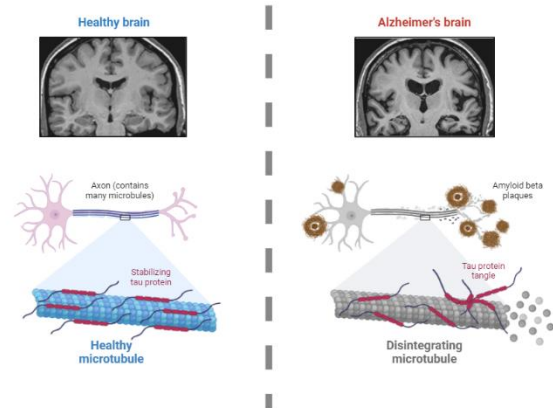 Healthy brain
Axon (contains
many microbules)
Stabilizing
tau protein
Healthy
microtubule
Alzheimer's brain
Amyloid beta
plaques
Tau protein
tangle
Disintegrating
microtubule